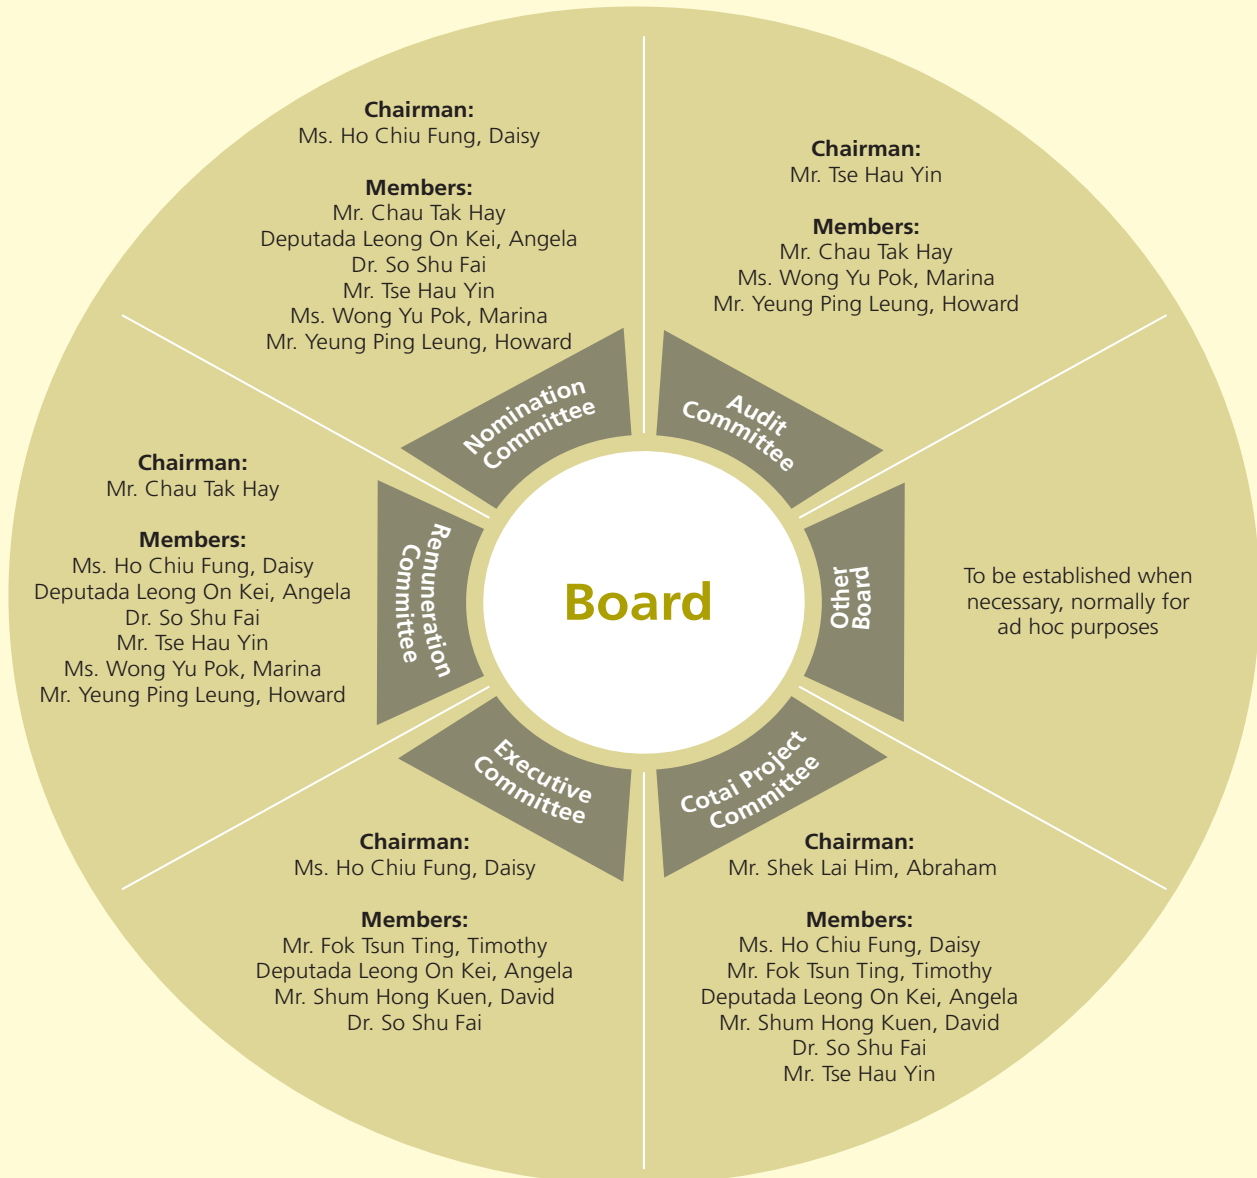 Chairman:
Ms. Ho Chiu Fung, Daisy
Members:
Mr. Chau Tak Hay
Deputada Leong On Kei, Angela
Dr. So Shu Fai
Mr. Tse Hau Yin
Ms. Wong Yu Pok, Marina
Mr. Yeung Ping Leung, Howard
Nomination
Committee
Chairman:
Mr. Tse Hau Yin
Members:
Mr. Chau Tak Hay
Ms. Wong Yu Pok, Marina
Mr. Yeung Ping Leung, Howard
Audit
Committee
Chairman:
Mr. Chau Tak Hay
Members:
Ms. Ho Chiu Fung, Daisy
Deputada Leong On Kei, Angela
Dr. So Shu Fai
Mr. Tse Hau Yin
Ms. Wong Yu Pok, Marina
Mr. Yeung Ping Leung, Howard
Remuneration
Committee
Board
Other
Board
To be established when
necessary, normally for
ad hoc purposes
Executive
Committee
Chairman:
Ms. Ho Chiu Fung, Daisy
Members:
Mr. Fok Tsun Ting, Timothy
Deputada Leong On Kei, Angela
Mr. Shum Hong Kuen, David
Dr. So Shu Fai
Cotai Project
Committee
Chairman:
Mr. Shek Lai Him, Abraham
Members:
Ms. Ho Chiu Fung, Daisy
Mr. Fok Tsun Ting, Timothy
Deputada Leong On Kei, Angela
Mr. Shum Hong Kuen, David
Dr. So Shu Fai
Mr. Tse Hau Yin